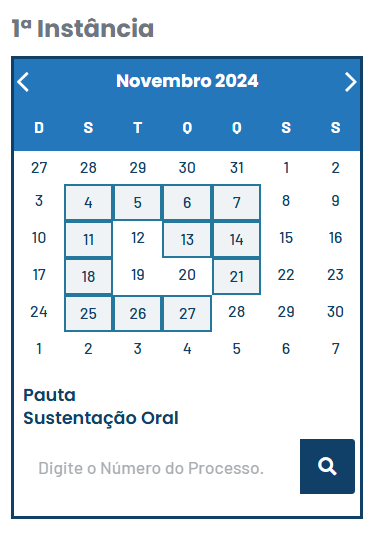 1ª Instância
Novembro 2024
D S T Q Q S S
27 28 29 30 31 1 2
3 4 5 6 7 8 9
10 11 12 13 14 15 16
17 18 19 20 21 22 23
24 25 26 27 28 29 30
1 2 3 4 5 6 7
Pauta
Sustentação Oral
Digite o Número do Processo.